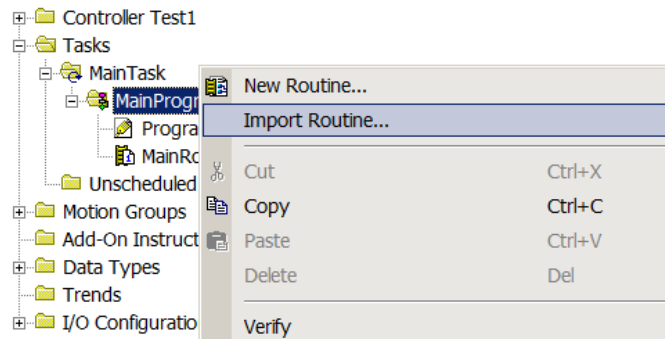 Controller Test1
Tasks
MainTask
MainProgr
Progra
MainRo
Unscheduled
Motion Groups
Add-On Instruct
Data Types
Trends
I/O Configuratio
New Routine...
Import Routine...
Cut Ctrl+X
Copy Ctrl+C
Paste Ctrl+V
Delete Del
Verify